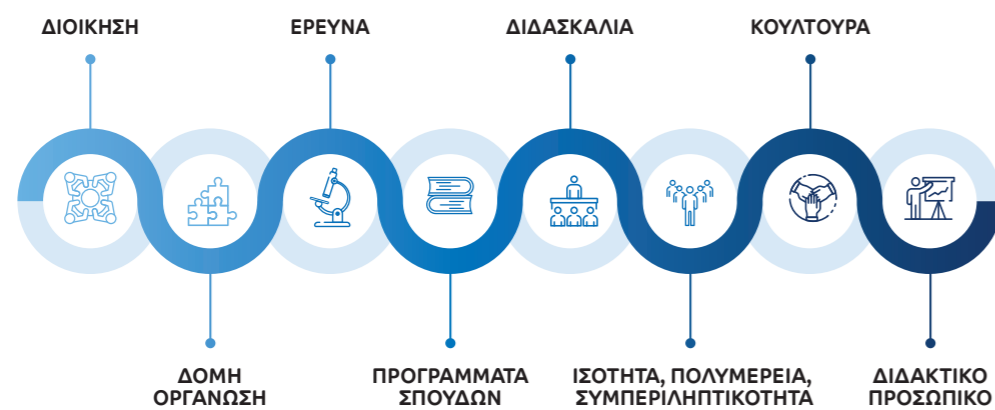 ΔΙΟΙΚΗΣΗ
ΕΡΕΥΝΑ
ΔΙΔΑΣΚΑΛΙΑ
ΚΟΥΛΤΟΥΡΑ
ΔΟΜΗ
ΟΡΓΑΝΩΣΗ
ΠΡΟΓΡΑΜΜΑΤΑ
ΣΠΟΥΔΩΝ
ΙΣΟΤΗΤΑ, ΠΟΛΥΜΕΡΕΙΑ,
ΣΥΜΠΕΡΙΛΗΠΤΙΚΟΤΗΤΑ
ΔΙΔΑΚΤΙΚΟ
ΠΡΟΣΩΠΙΚΟ